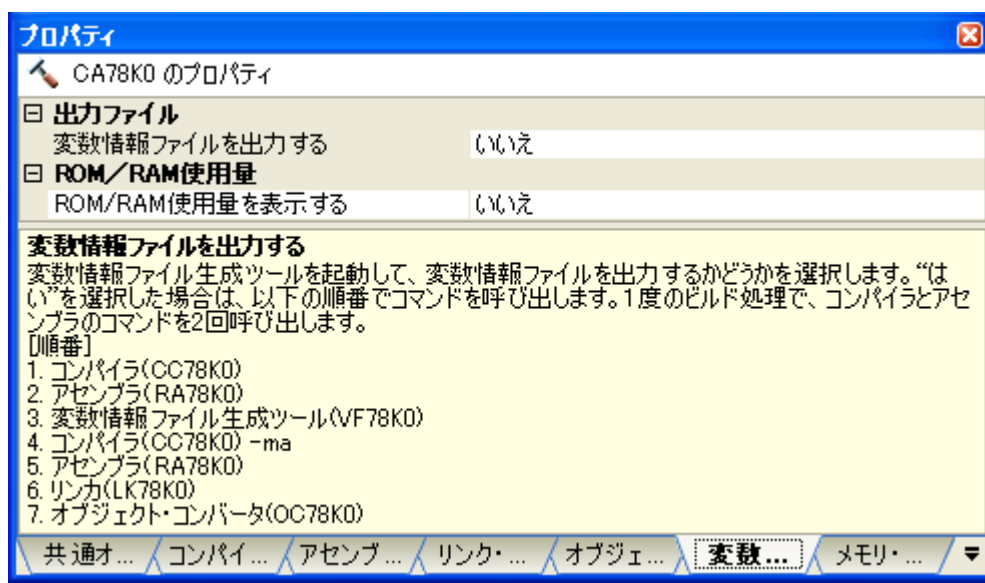 プロパティ
CA78K0 のプロパティ
出力ファイル
変数情報ファイルを出力する いいえ
ROM／RAM使用量
ROM/RAM使用量を表示する いいえ
変数情報ファイルを出力する
変数情報ファイル生成ツールを起動して、変数情報ファイルを出力するかどうかを選択します。“は
い”を選択した場合は、以下の順番でコマンドを呼び出します。1度のビルド処理で、コンパイラとアセ
ンブラのコマンドを2回呼び出します。
[順番]
1. コンパイラ(CC78K0)
2. アセンブラ(RA78K0)
3. 変数情報ファイル生成ツール(VF78K0)
4. コンパイラ(CC78K0) -ma
5. アセンブラ(RA78K0)
6. リンカ(LK78K0)
7. オブジェクト・コンバータ(OC78K0)
共通オ... コンパイ... アセンブ... リンク・... オブジェ... 変数... メモリ・...